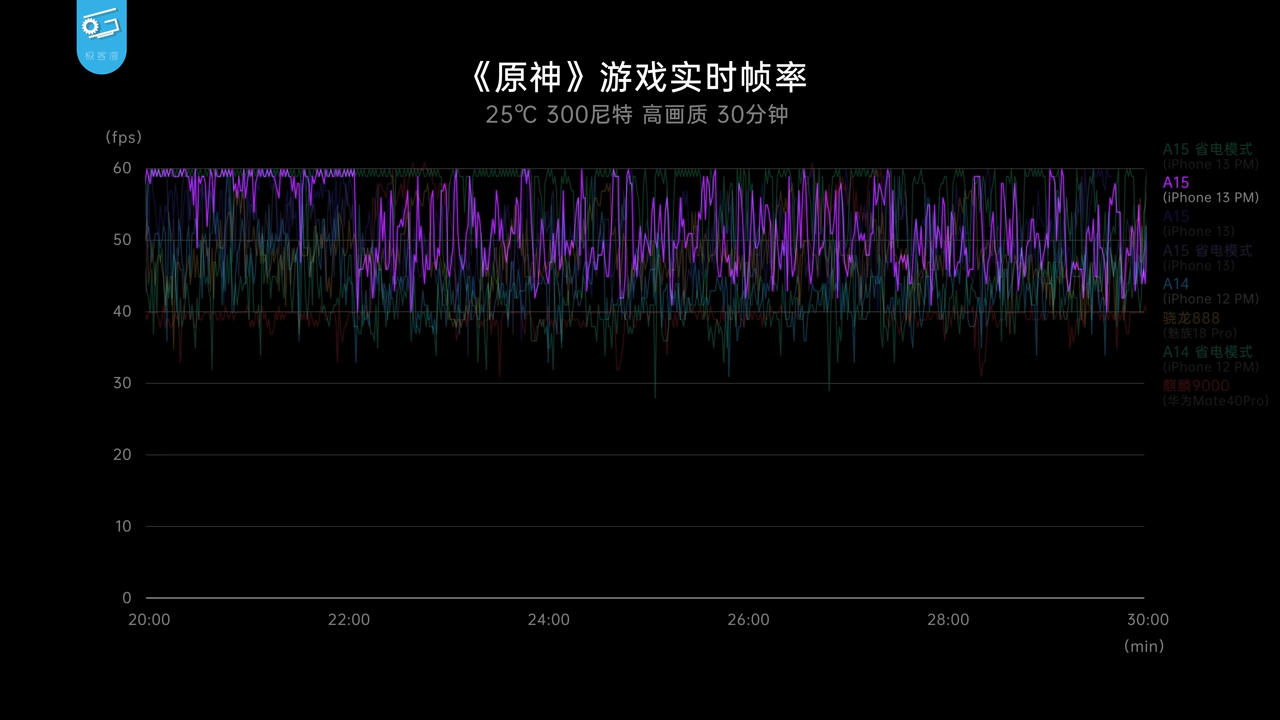 极客湾
《原神》游戏实时帧率
25℃ 300尼特 高画质 30分钟
(fps)
60
50
40
30
20
10
0
20:00
22:00
24:00
26:00
28:00
30:00
(min)
A15 省电模式
(iPhone 13 PM)
A15
(iPhone 13 PM)
A15
(iPhone 13)
A15 省电模式
(iPhone 13)
A14
(iPhone 12 PM)
骁龙888
(魅族18 Pro)
A14 省电模式
(iPhone 12 PM)
麒麟9000
(华为Mate40Pro)